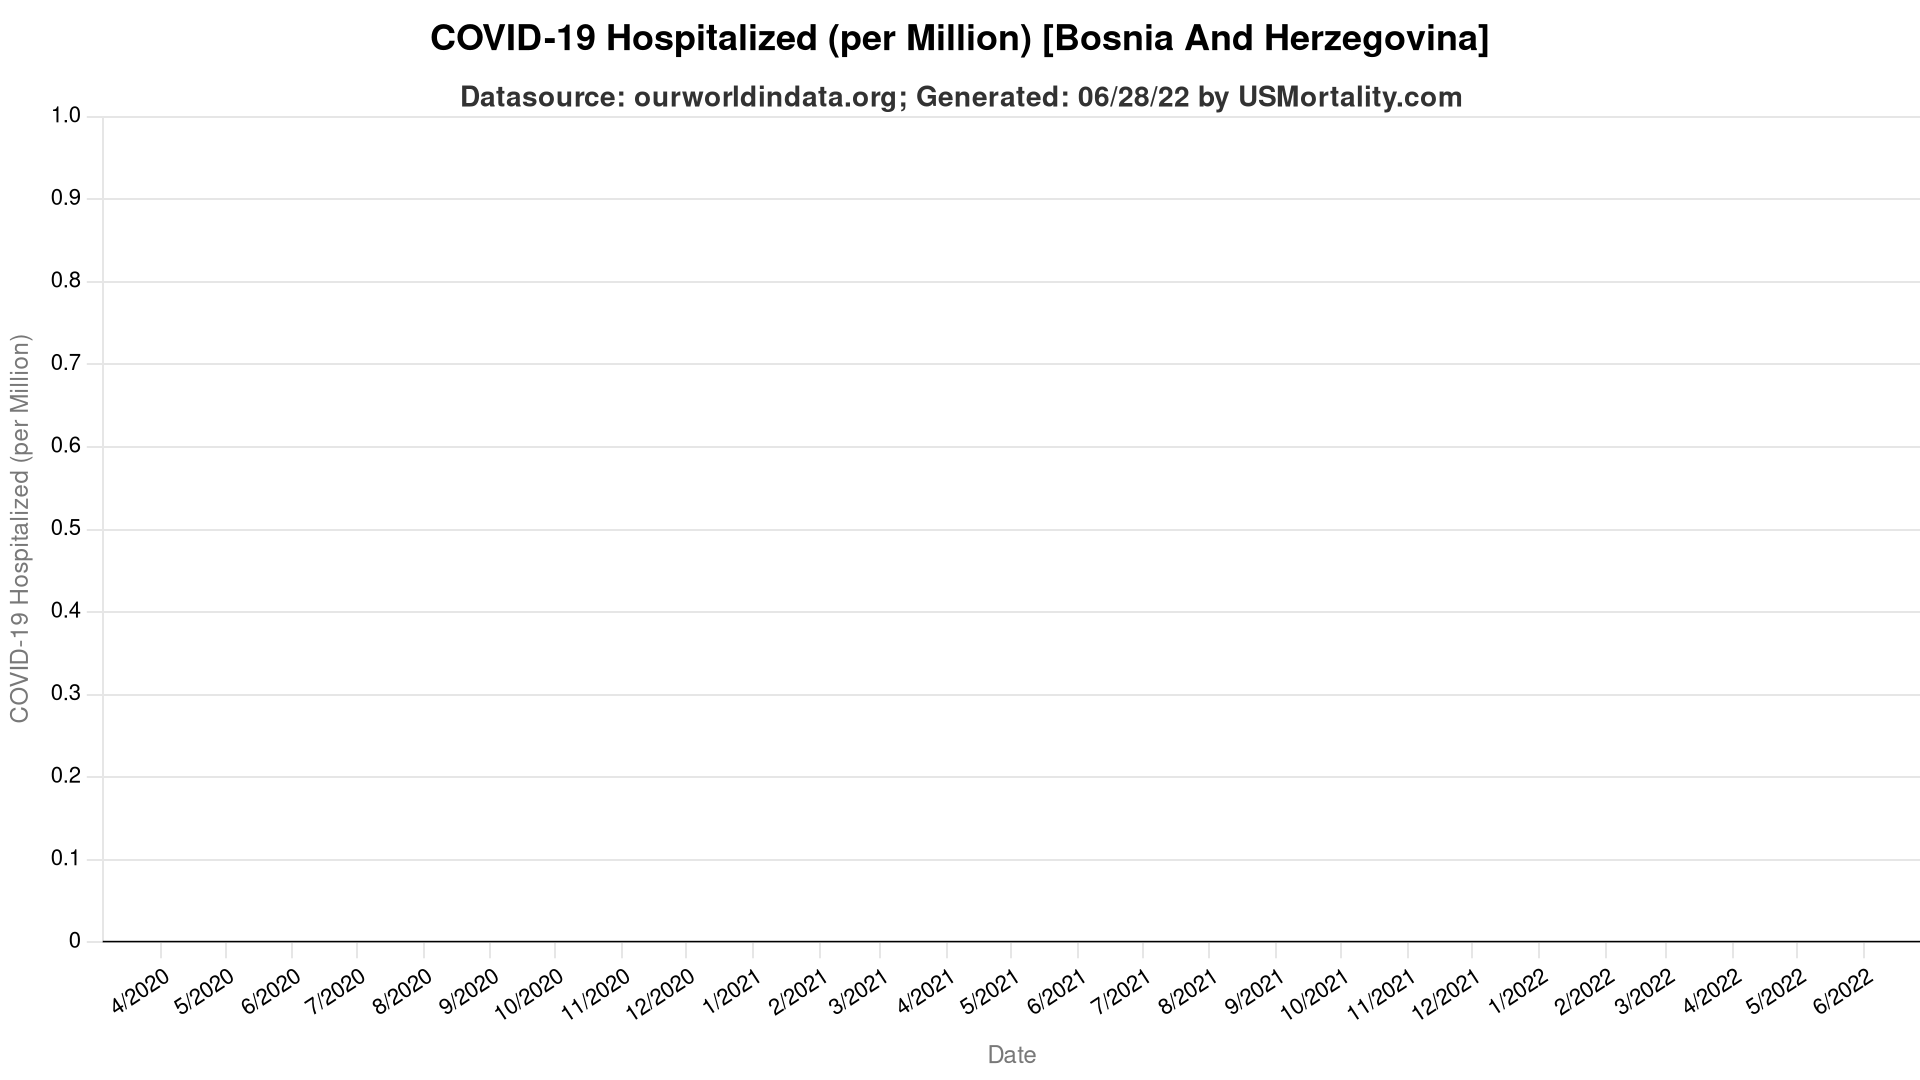 COVID-19 Hospitalized (per Million) [Bosnia And Herzegovina]
Datasource: ourworldindata.org; Generated: 06/28/22 by USMortality.com
COVID-19 Hospitalized (per Million)
1.0
0.9
0.8
0.7
0.6
0.5
0.4
0.3
0.2
0.1
0
4/2020 5/2020 6/2020 7/2020 8/2020 9/2020 10/2020 11/2020 12/2020 1/2021 2/2021 3/2021 4/2021 5/2021 6/2021 7/2021 8/2021 9/2021 10/2021 11/2021 12/2021 1/2022 2/2022 3/2022 4/2022 5/2022 6/2022
Date